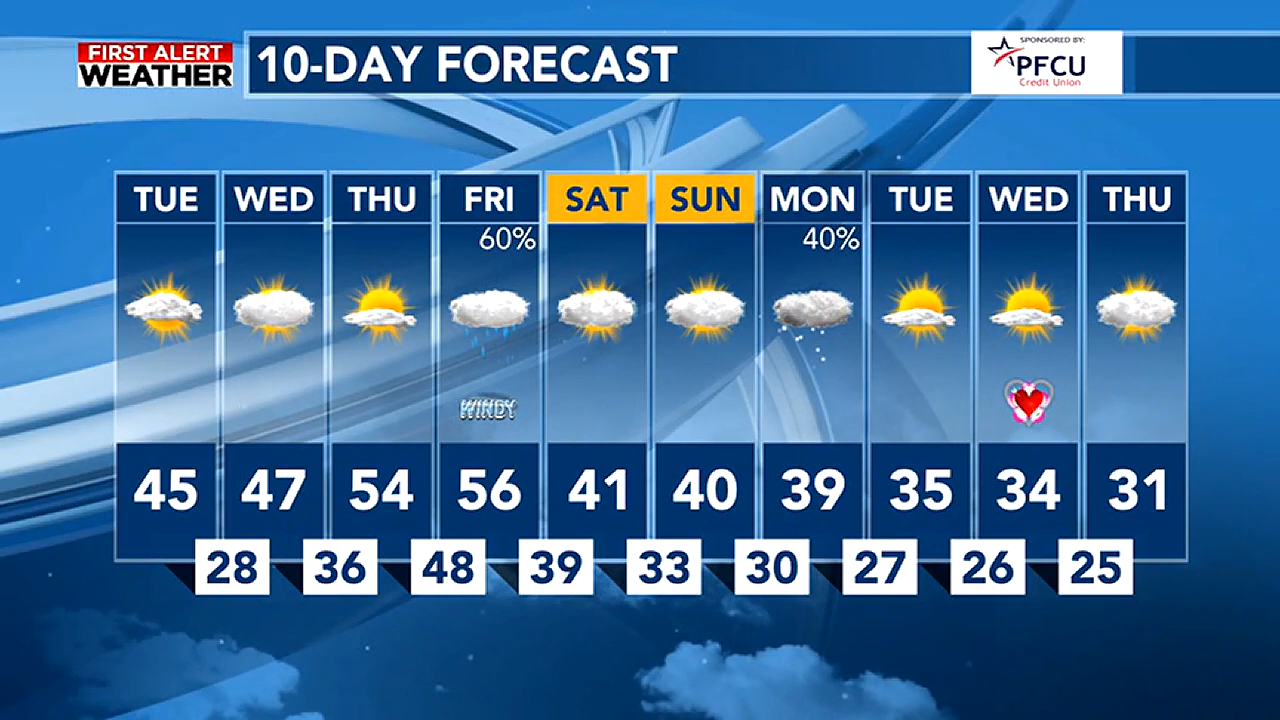 FIRST ALERT
WEATHER
10-DAY FORECAST
SPONSORED BY:
PFCU
Credit Union
TUE WED THU FRI SAT SUN MON TUE WED THU
60% 40%
WINDY
45 47 54 56 41 40 39 35 34 31
28 36 48 39 33 30 27 26 25